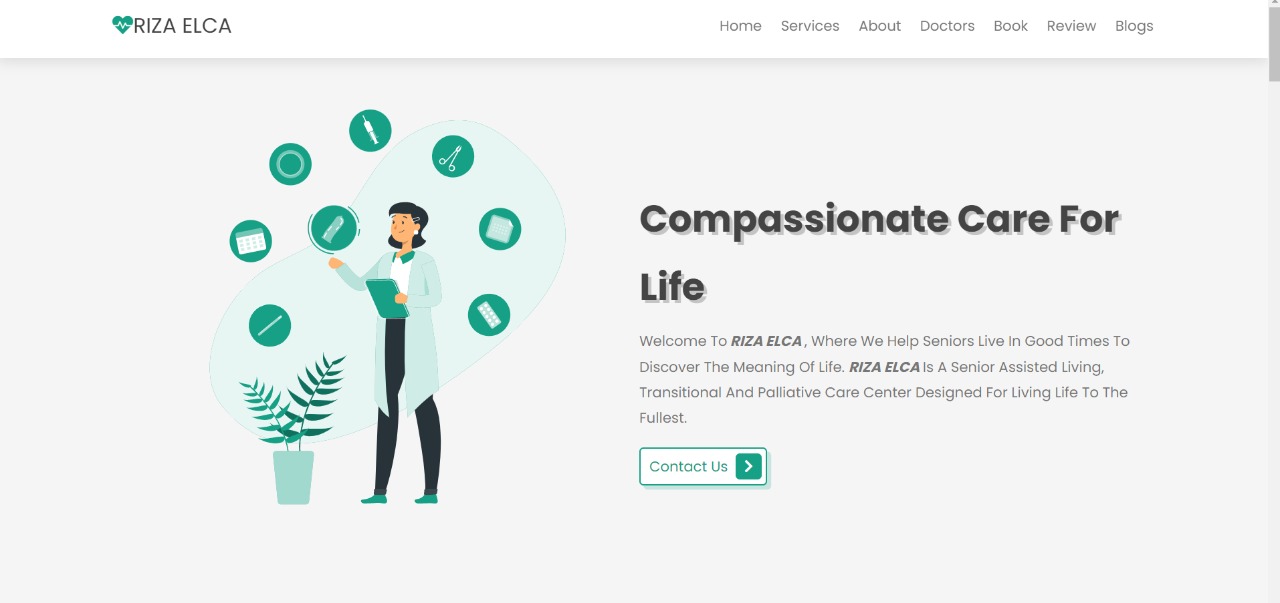 RIZA ELCA
Home Services About Doctors Book Review Blogs
Compassionate Care For
Life
Welcome To RIZA ELCA, Where We Help Seniors Live In Good Times To
Discover The Meaning Of Life. RIZA ELCA Is A Senior Assisted Living,
Transitional And Palliative Care Center Designed For Living Life To The
Fullest.
Contact Us